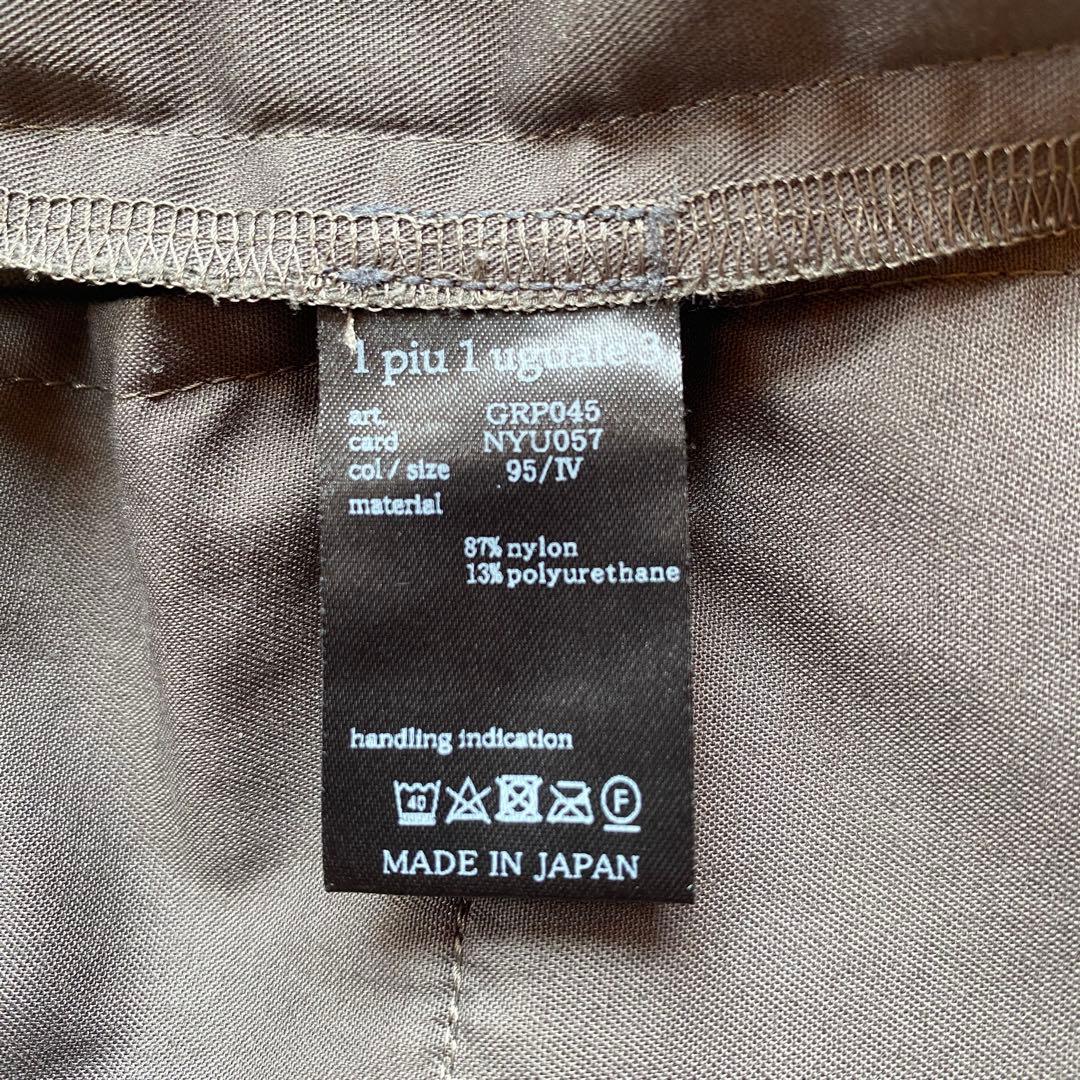 1 piu 1 uguale 3
art. GRP045
card NYU057
col / size 95/IV
material
87% nylon
13% polyurethane
handling indication
40 F
MADE IN JAPAN